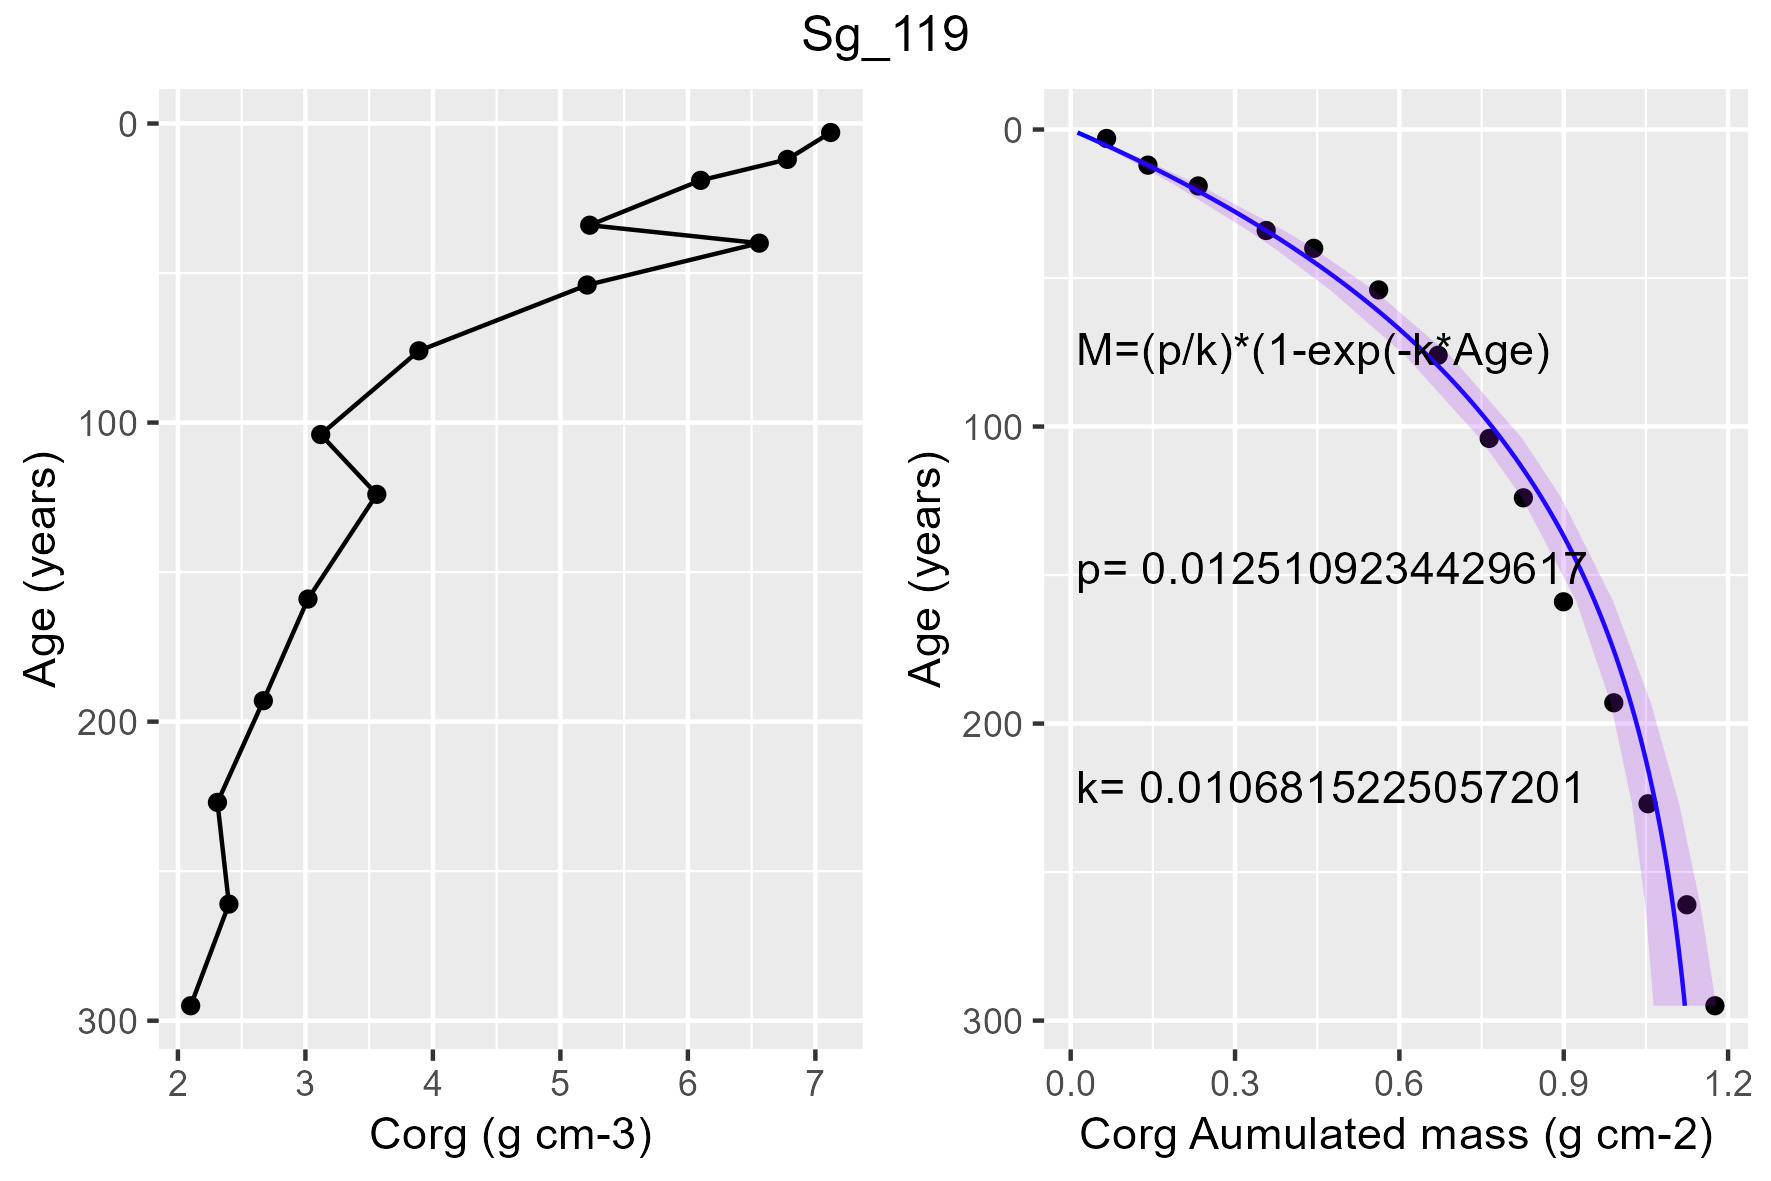 Sg_119
0
100
200
300
Age (years)
2 3 4 5 6 7
Corg (g cm-3)
0
100
200
300
Age (years)
M=(p/k)*(1-exp(-k*Age)
p= 0.0125109234429617
k= 0.0106815225057201
0.0 0.3 0.6 0.9 1.2
Corg Aumulated mass (g cm-2)